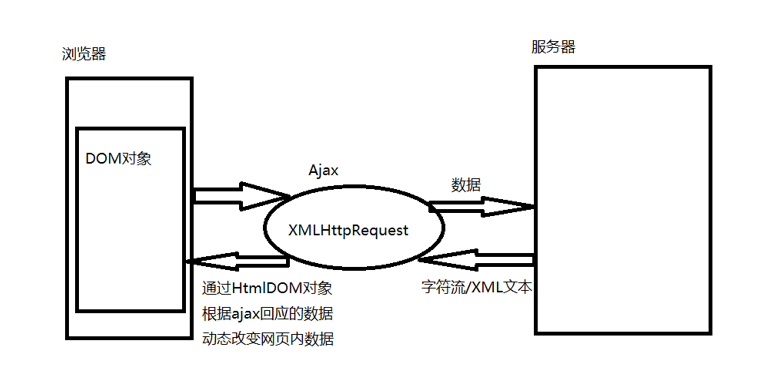 浏览器
服务器
DOM对象
Ajax
数据
XMLHttpRequest
通过HtmlDOM对象
根据ajax回应的数据
动态改变网页内数据
字符流/XML文本